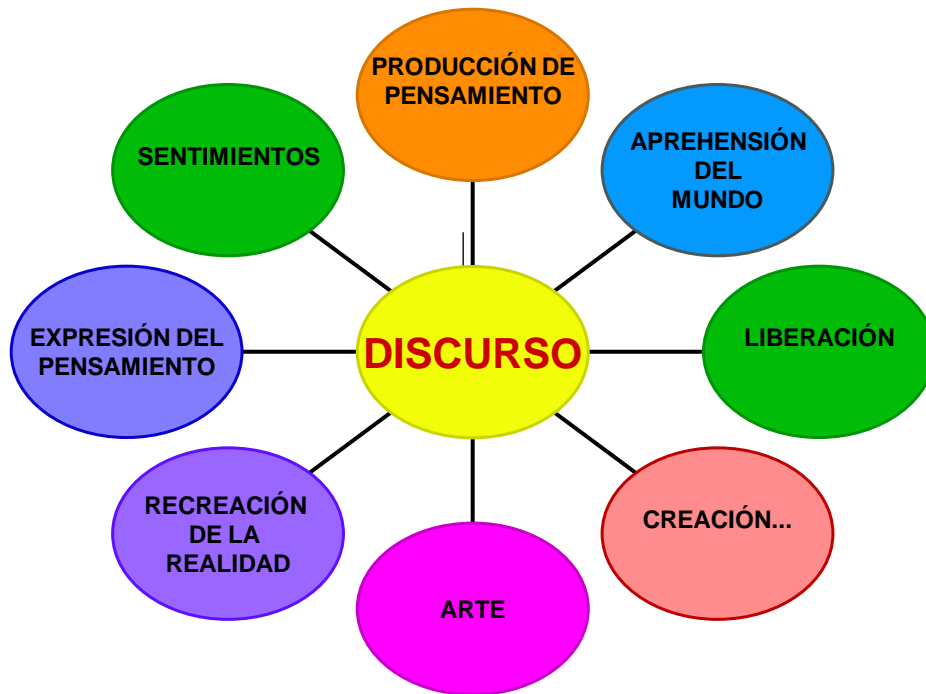 PRODUCCIÓN DE
PENSAMIENTO
SENTIMIENTOS
APREHENSIÓN
DEL
MUNDO
EXPRESIÓN DEL
PENSAMIENTO
DISCURSO
LIBERACIÓN
RECREACIÓN
DE LA
REALIDAD
CREACIÓN...
ARTE